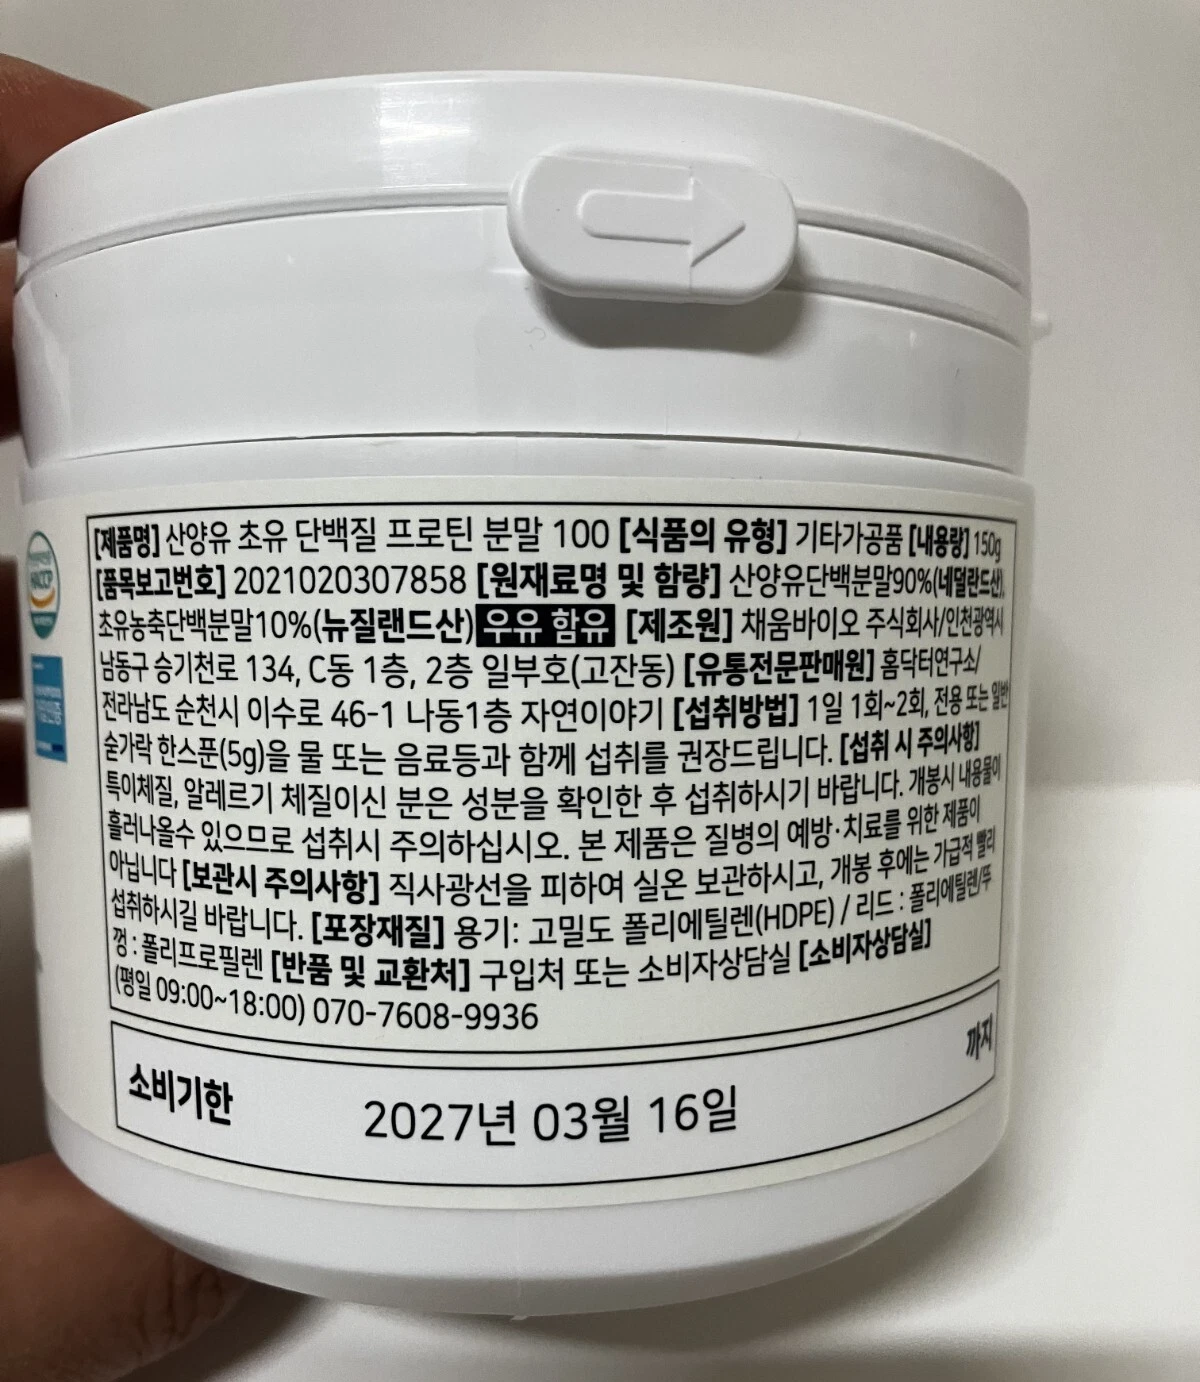 [제품명] 산양유 초유 단백질 프로틴 분말 100 [식품의 유형] 기타가공품 [내용량] 150g
[품목보고번호] 2021020307858 [원재료명 및 함량] 산양유단백분말90%(네덜란드산),
초유농축단백분말10%(뉴질랜드산) 우유 함유 [제조원] 채움바이오 주식회사/인천광역시
남동구 승기천로 134, C동 1층, 2층 일부호(고잔동) [유통전문판매원] 홈닥터연구소/
전라남도 순천시 이수로 46-1 나동1층 자연이야기 [섭취방법] 1일 1회~2회, 전용 또는 일반
숟가락 한스푼(5g)을 물 또는 음료등과 함께 섭취를 권장드립니다. [섭취 시 주의사항]
특이체질, 알레르기 체질이신 분은 성분을 확인한 후 섭취하시기 바랍니다. 개봉시 내용물이
흘러나올수 있으므로 섭취시 주의하십시오. 본 제품은 질병의 예방·치료를 위한 제품이
아닙니다 [보관시 주의사항] 직사광선을 피하여 실온 보관하시고, 개봉 후에는 가급적 빨리
섭취하시길 바랍니다. [포장재질] 용기: 고밀도 폴리에틸렌(HDPE) / 리드 : 폴리에틸렌/뚜
껑 : 폴리프로필렌 [반품 및 교환처] 구입처 또는 소비자상담실 [소비자상담실]
(평일 09:00~18:00) 070-7608-9936
소비기한 2027년 03월 16일 까지
HACCP